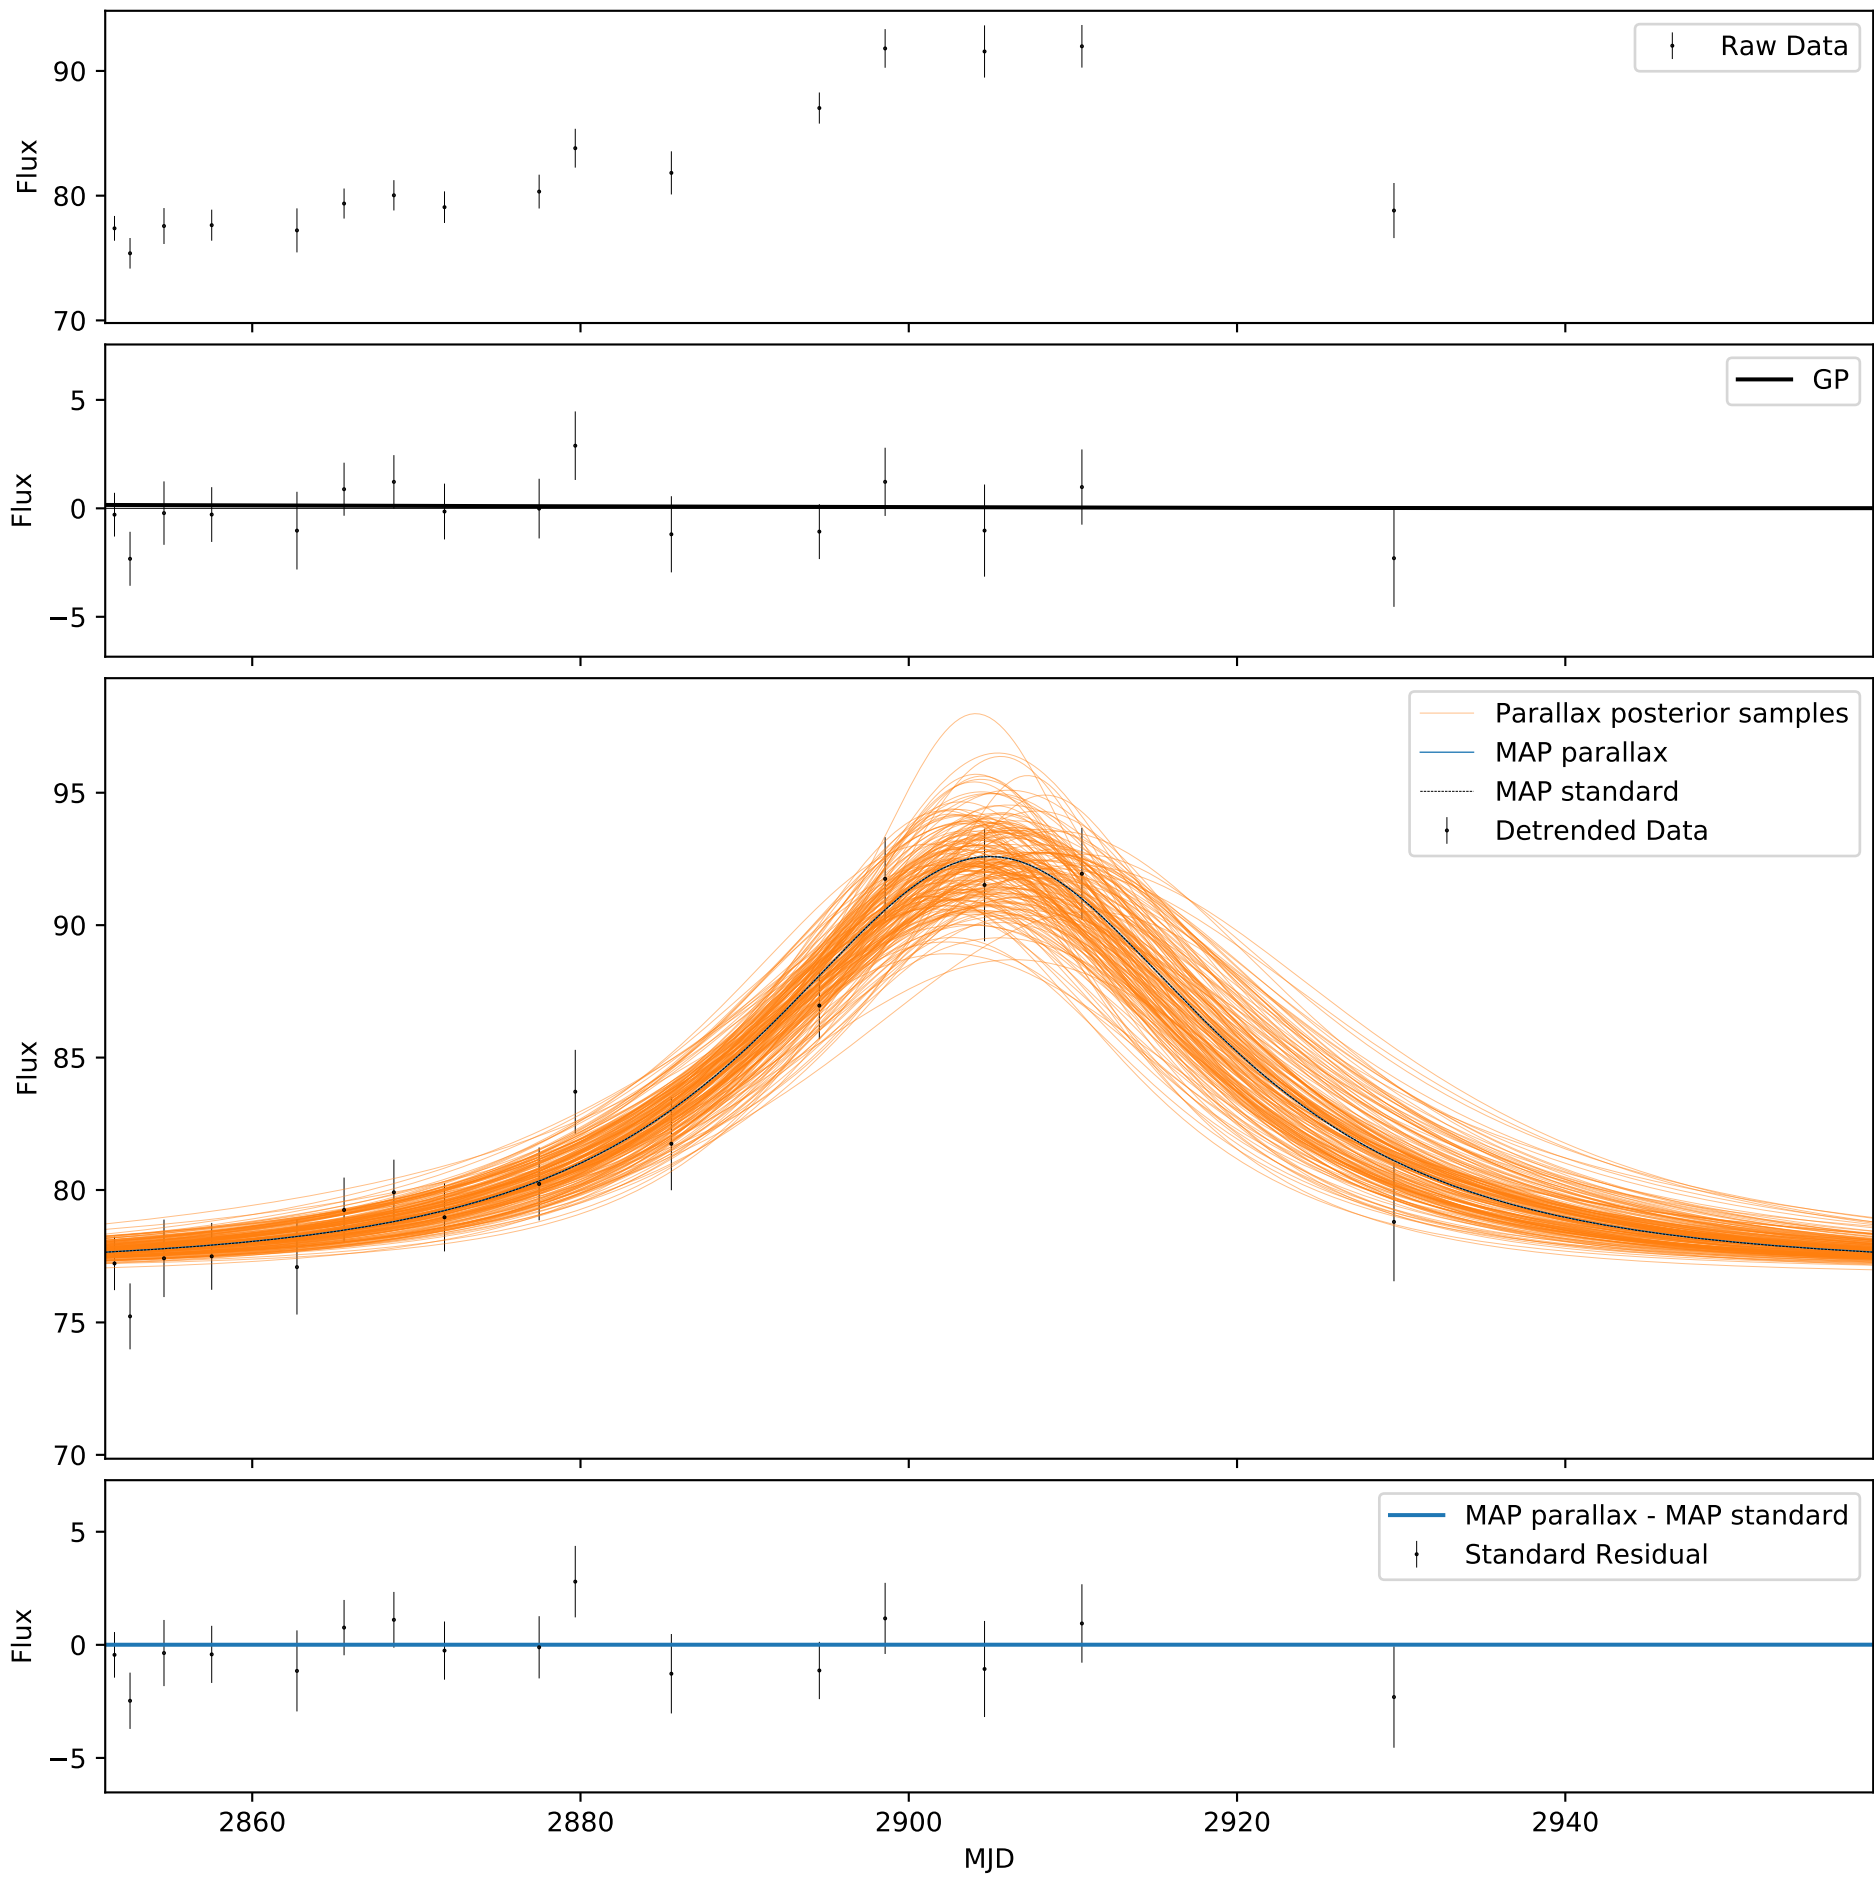 Flux
90
80
70
Raw Data
Flux
5
0
−5
GP
Flux
95
90
85
80
75
70
Parallax posterior samples
MAP parallax
MAP standard
Detrended Data
Flux
5
0
−5
MAP parallax - MAP standard
Standard Residual
2860 2880 2900 2920 2940
MJD